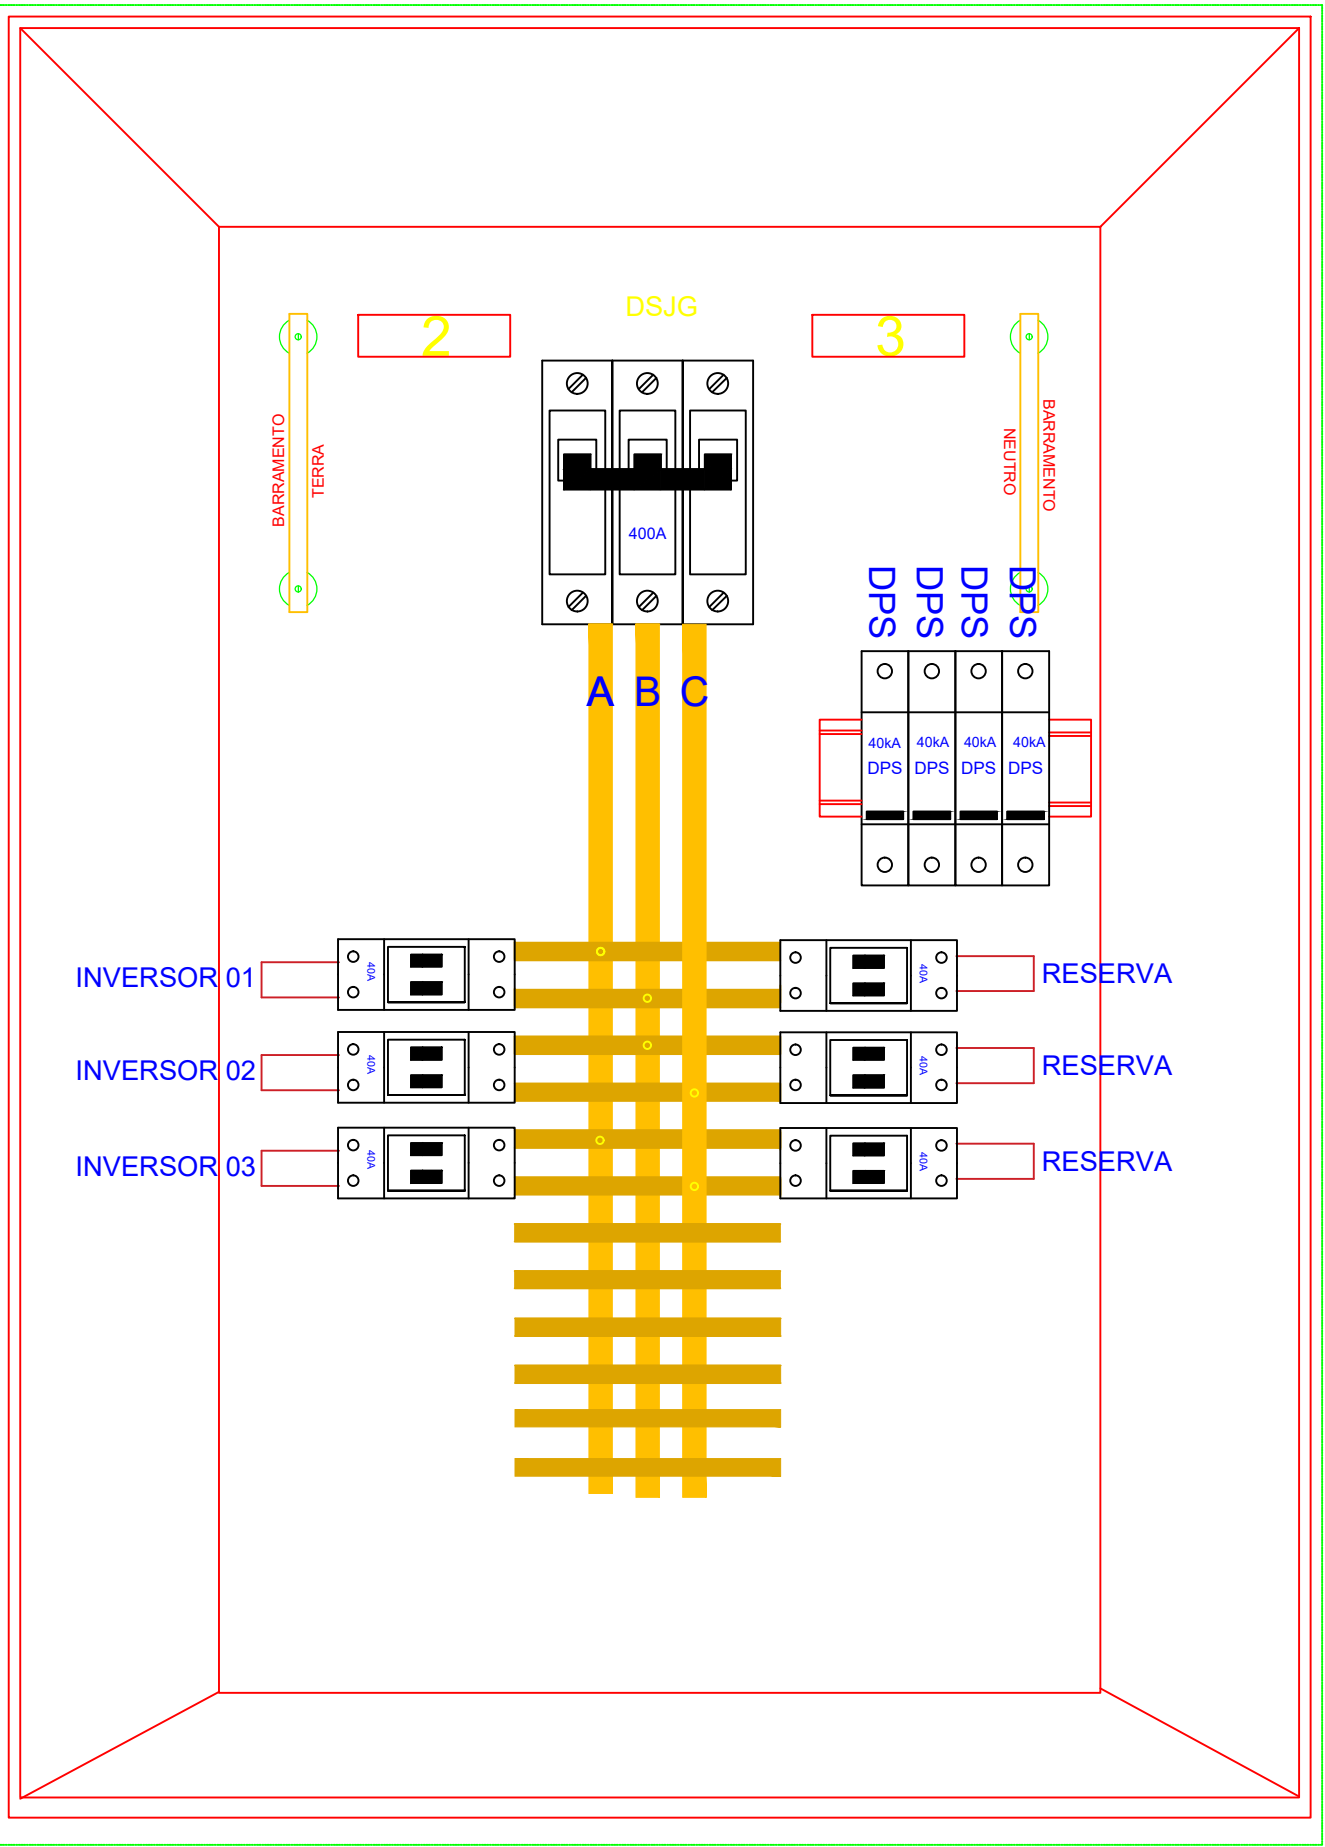 DSJG
2
3
BARRAMENTO
TERRA
NEUTRO
BARRAMENTO
400A
DPS
DPS
DPS
DPS
A B C
40kA
DPS
40kA
DPS
40kA
DPS
40kA
DPS
INVERSOR 01
40A
40A
RESERVA
INVERSOR 02
40A
40A
RESERVA
INVERSOR 03
40A
40A
RESERVA